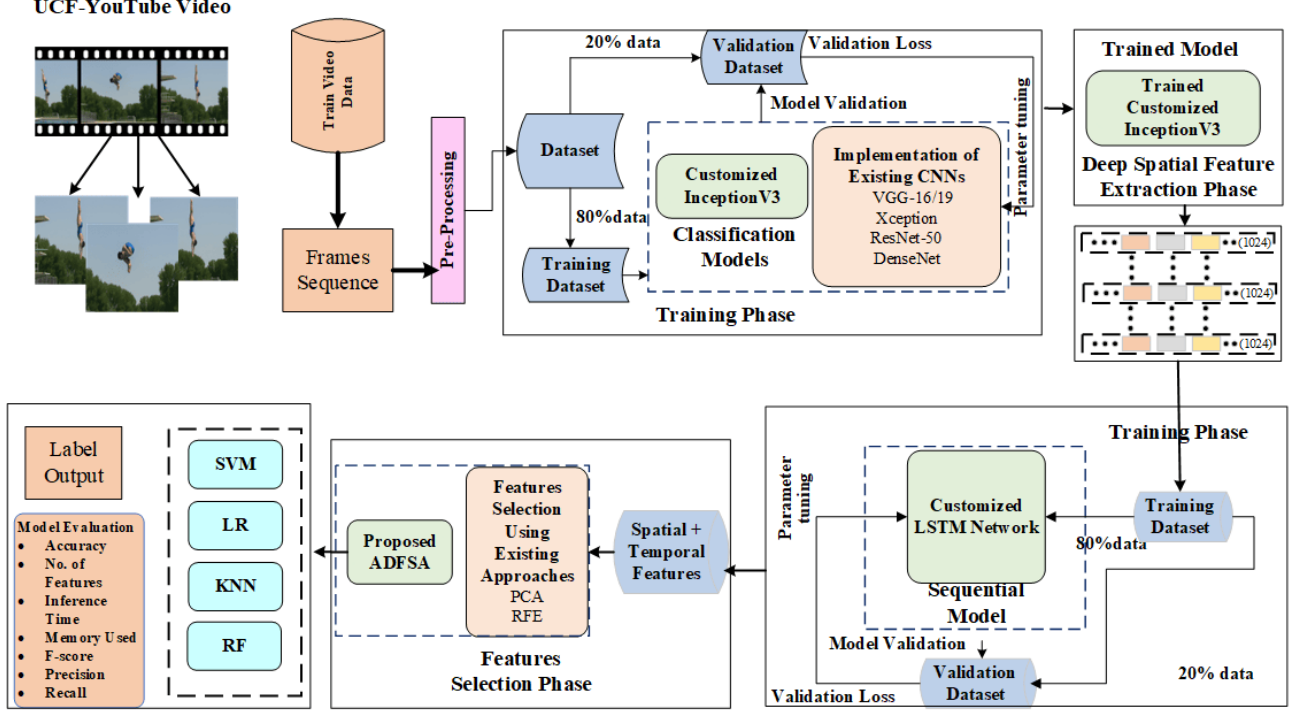 UCF-YouTube Video
Train Video
Data
Frames
Sequence
Pre-Processing
20% data
Validation
Dataset
Validation Loss
Model Validation
Parameter tuning
Dataset
80%data
Training
Dataset
Customized
InceptionV3
Classification
Models
Implementation of
Existing CNNs
VGG-16/19
Xception
ResNet-50
DenseNet
Training Phase
Trained Model
Trained
Customized
InceptionV3
Deep Spatial Feature
Extraction Phase
(1024)
(1024)
(1024)
Training Phase
Parameter
tuning
Customized
LSTM Network
Sequential
Model
Training
Dataset
80%data
Model Validation
Validation
Dataset
Validation Loss
20% data
Spatial +
Temporal
Features
Features
Selection
Using
Existing
Approaches
PCA
RFE
Proposed
ADFSA
Features
Selection Phase
SVM
LR
KNN
RF
Label
Output
Model Evaluation
• Accuracy
• No. of
Features
• Inference
Time
• Memory Used
• F-score
• Precision
• Recall